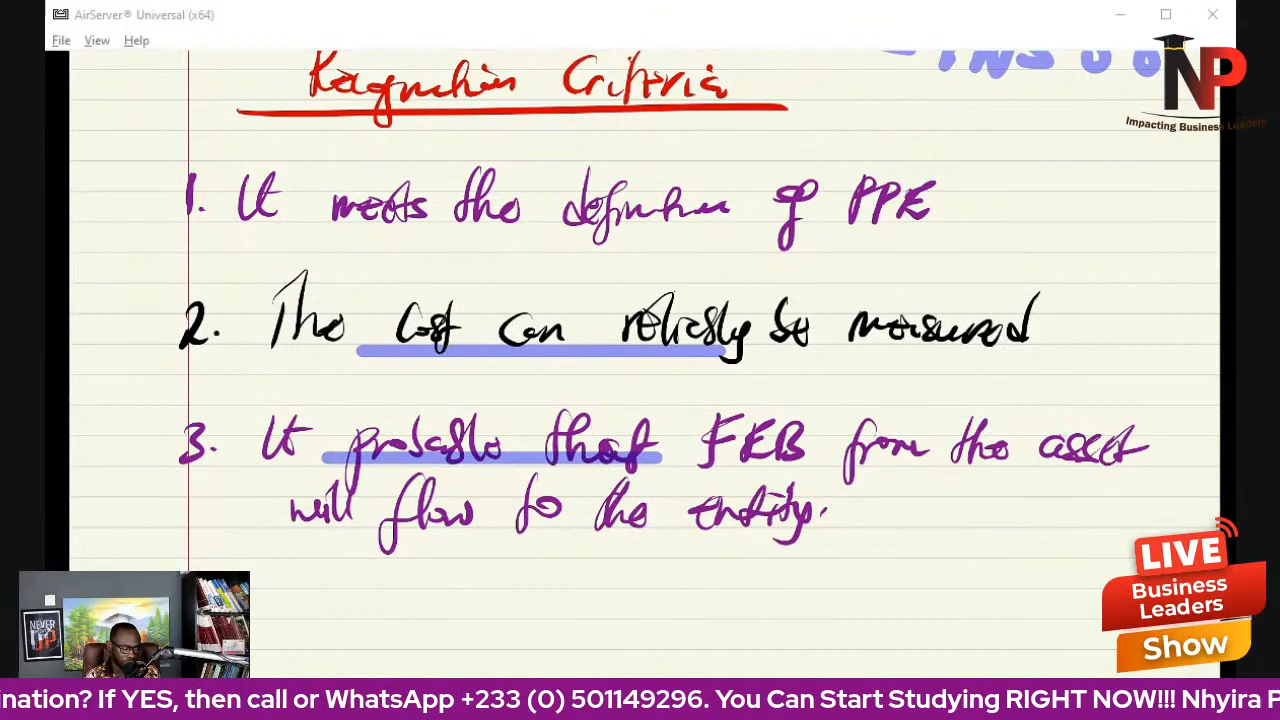 AirServer® Universal (x64)
File View Help
Recognition Criteria
NP
Impacting Business Leaders
1. It meets the definition of PPE
2. The cost can reliably be measured
3. It probable that FEB from the asset
will flow to the entity.
NEVER
UP
LIVE
Business
Leaders
Show
ination? If YES, then call or WhatsApp +233 (0) 501149296. You Can Start Studying RIGHT NOW!!! Nhyira P